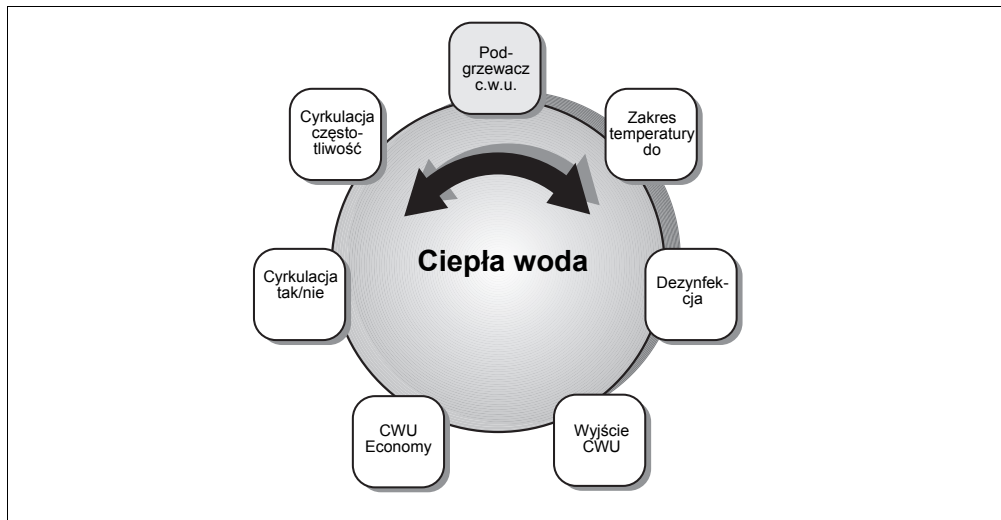 Pod-
grzewacz
c.w.u.
Zakres
temperatury
do
Dezynfek-
cja
Wyjście
CWU
CWU
Economy
Cyrkulacja
tak/nie
Cyrkulacja
często-
tliwość
Ciepła woda